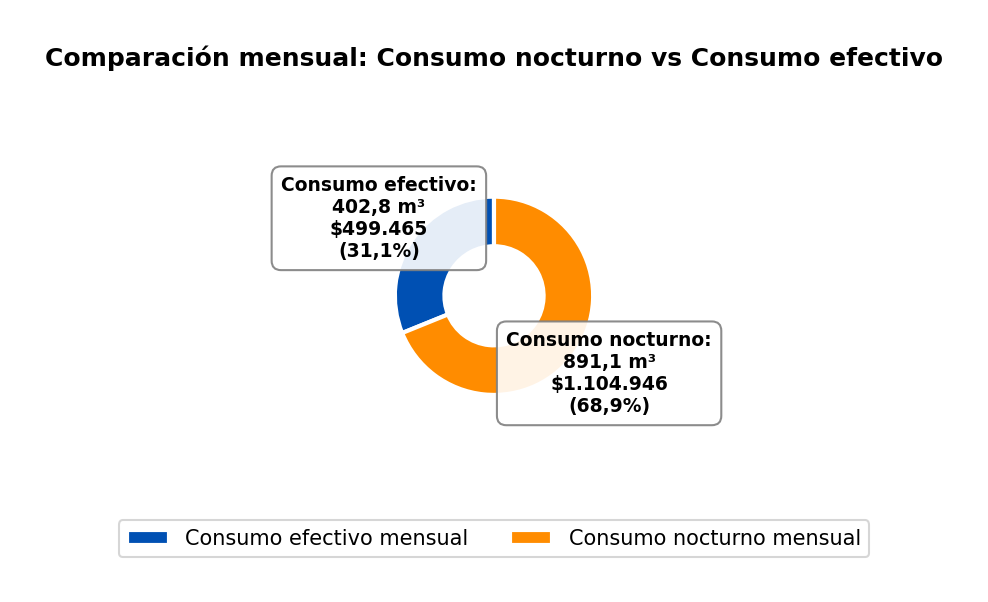 Comparación mensual: Consumo nocturno vs Consumo efectivo
Consumo efectivo:
402,8 m³
$499.465
(31,1%)
Consumo nocturno:
891,1 m³
$1.104.946
(68,9%)
Consumo efectivo mensual
Consumo nocturno mensual